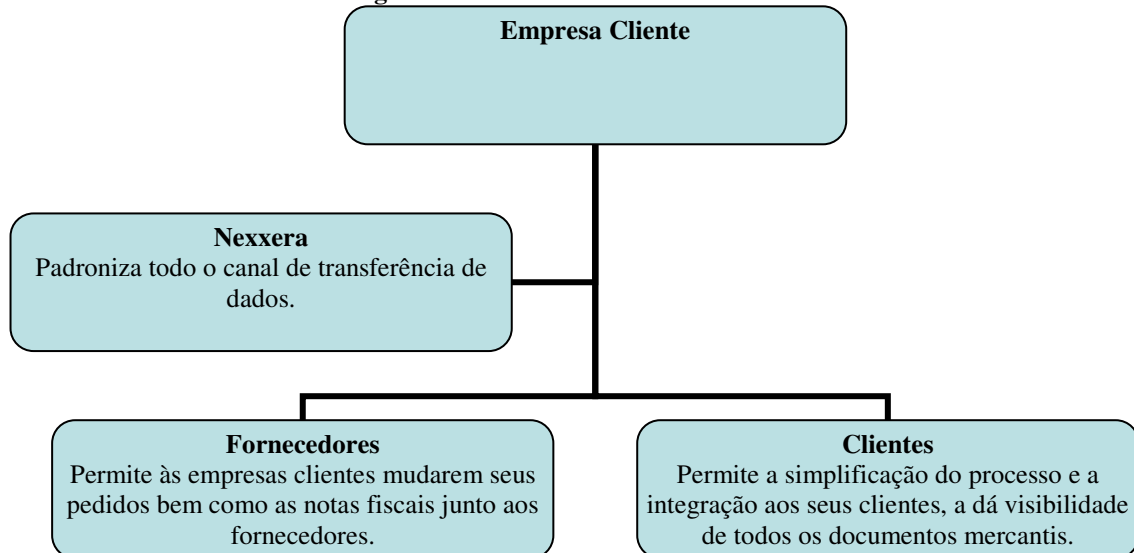 Empresa Cliente
Nexxera
Padroniza todo o canal de transferência de
dados.
Fornecedores
Permite às empresas clientes mudarem seus
pedidos bem como as notas fiscais junto aos
fornecedores.
Clientes
Permite a simplificação do processo e a
integração aos seus clientes, a dá visibilidade
de todos os documentos mercantis.